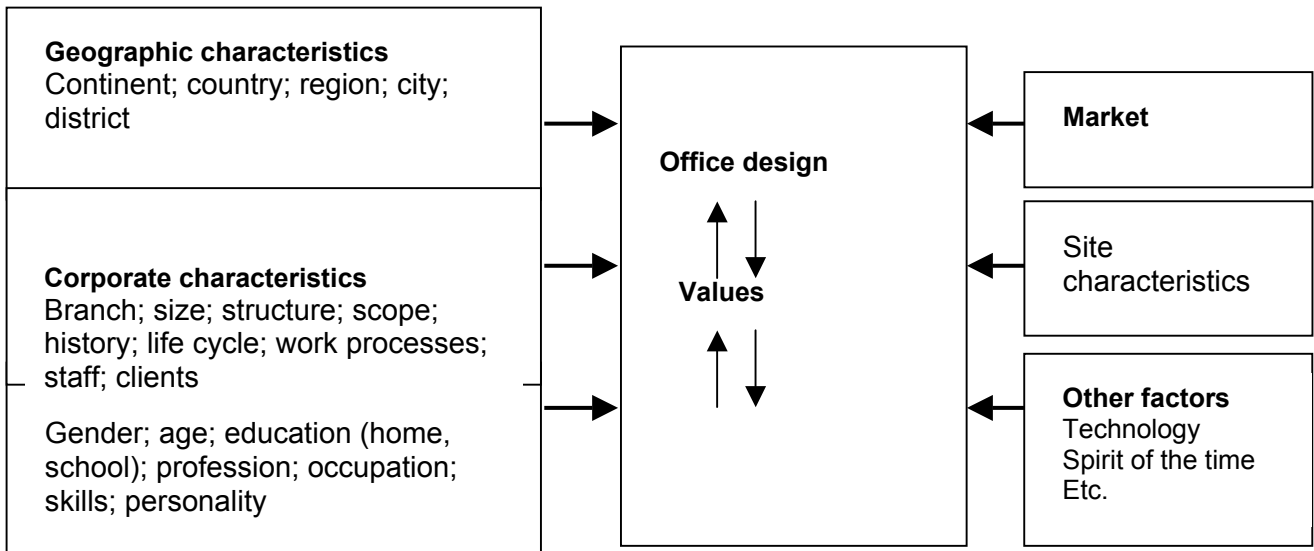 Geographic characteristics
Continent; country; region; city;
district
Corporate characteristics
Branch; size; structure; scope;
history; life cycle; work processes;
staff; clients
Gender; age; education (home,
school); profession; occupation;
skills; personality
Office design
Values
Market
Site
characteristics
Other factors
Technology
Spirit of the time
Etc.